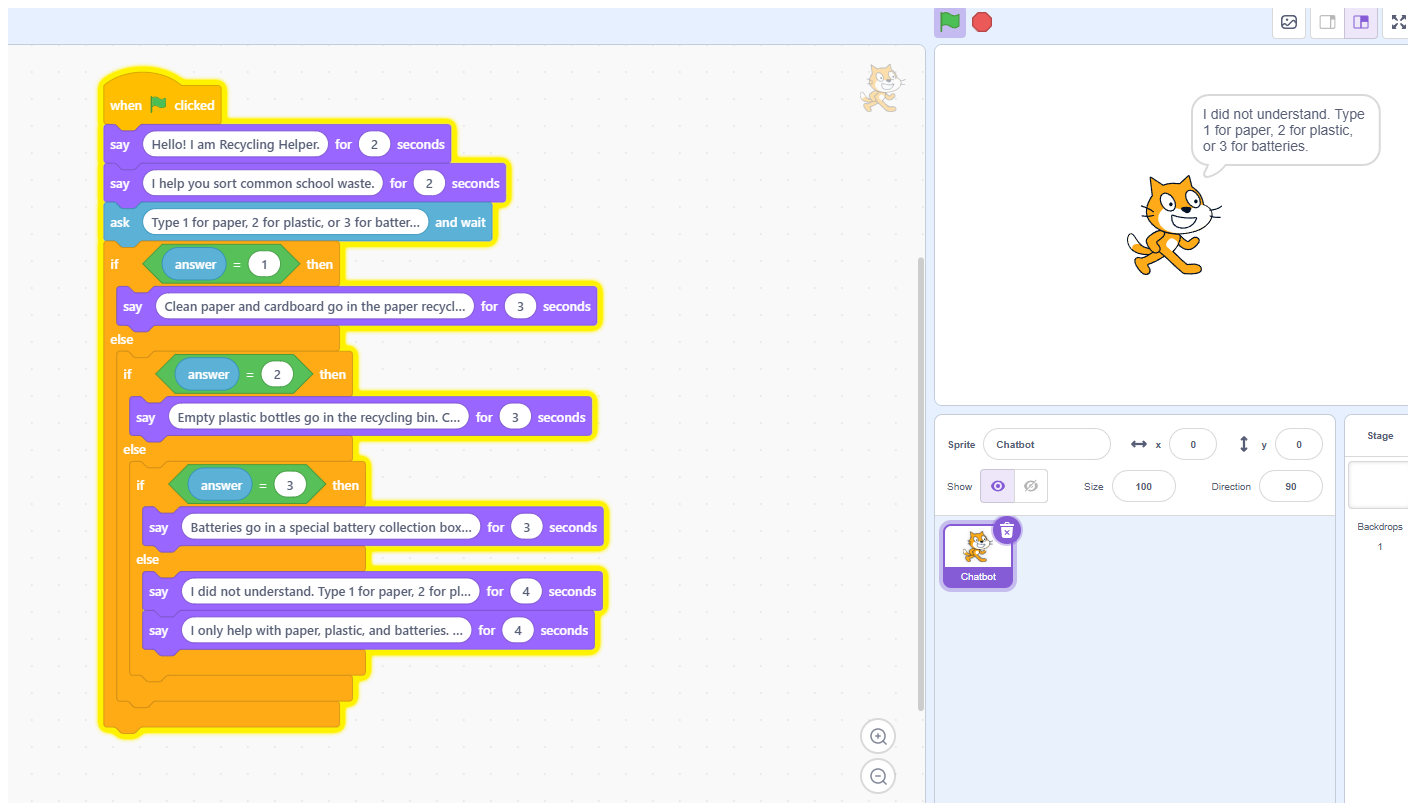 when clicked
say Hello! I am Recycling Helper. for 2 seconds
say I help you sort common school waste. for 2 seconds
ask Type 1 for paper, 2 for plastic, or 3 for batter... and wait
if answer = 1 then
say Clean paper and cardboard go in the paper recycl... for 3 seconds
else
if answer = 2 then
say Empty plastic bottles go in the recycling bin. C... for 3 seconds
else
if answer = 3 then
say Batteries go in a special battery collection box... for 3 seconds
else
say I did not understand. Type 1 for paper, 2 for pl... for 4 seconds
say I only help with paper, plastic, and batteries. ... for 4 seconds
I did not understand. Type
1 for paper, 2 for plastic,
or 3 for batteries.
Sprite Chatbot x 0 y 0
Show Size 100 Direction 90
Chatbot
Stage
Backdrops
1